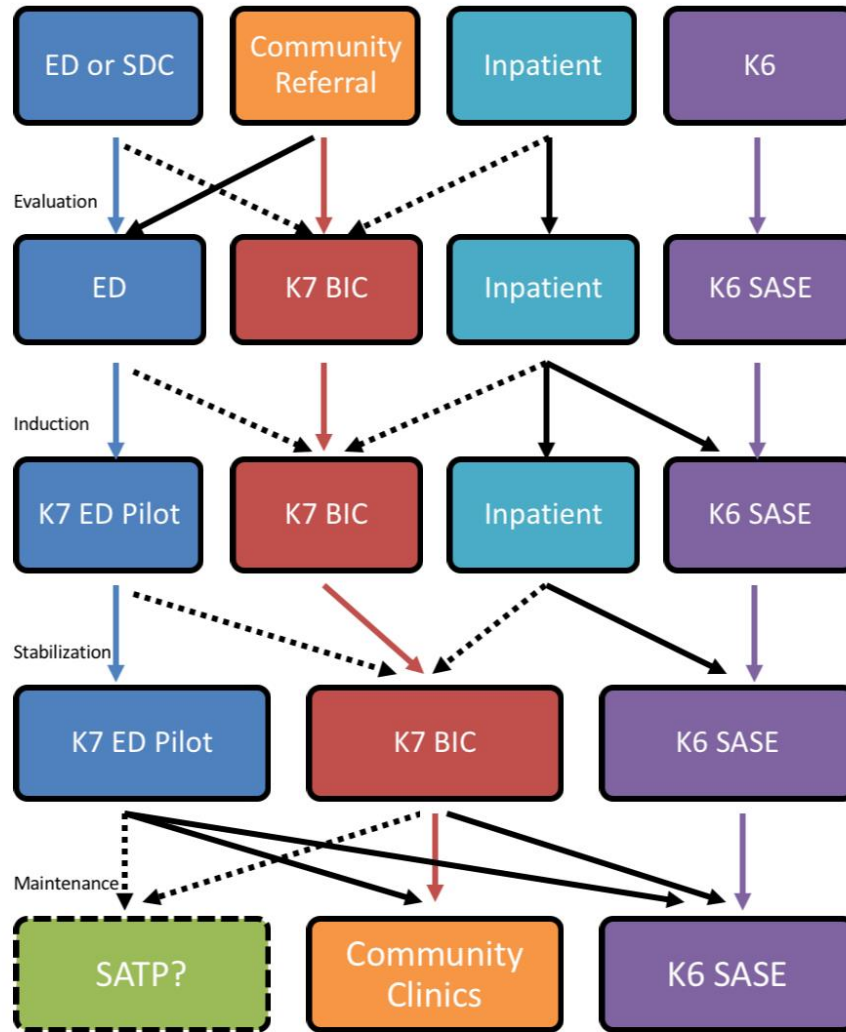 ED or SDC
Community
Referral
Inpatient
K6
Evaluation
ED
K7 BIC
Inpatient
K6 SASE
Induction
K7 ED Pilot
K7 BIC
Inpatient
K6 SASE
Stabilization
K7 ED Pilot
K7 BIC
K6 SASE
Maintenance
SATP?
Community
Clinics
K6 SASE